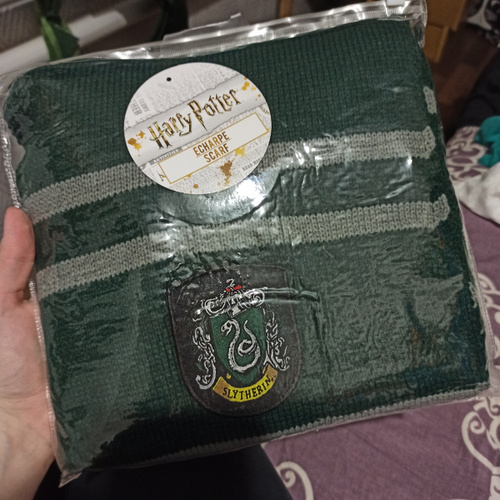 Harry Potter
ECHARPE
SCARF
SLYTHERIN